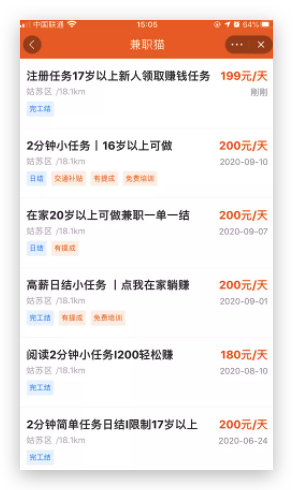 中国联通 15:05 64%
兼职猫
注册任务17岁以上新人领取赚钱任务 199元/天
姑苏区 /18.1km 刚刚
完工结
2分钟小任务丨16岁以上可做 200元/天
姑苏区 /18.1km 2020-09-10
日结 交通补贴 有提成 免费培训
在家20岁以上可做兼职一单一结 200元/天
姑苏区 /18.1km 2020-09-07
日结 有提成
高薪日结小任务 丨点我在家躺赚 200元/天
姑苏区 /18.1km 2020-09-01
完工结 有提成 免费培训
阅读2分钟小任务I200轻松赚 180元/天
姑苏区 /18.1km 2020-08-10
完工结
2分钟简单任务日结I限制17岁以上 200元/天
姑苏区 /18.1km 2020-06-24
完工结